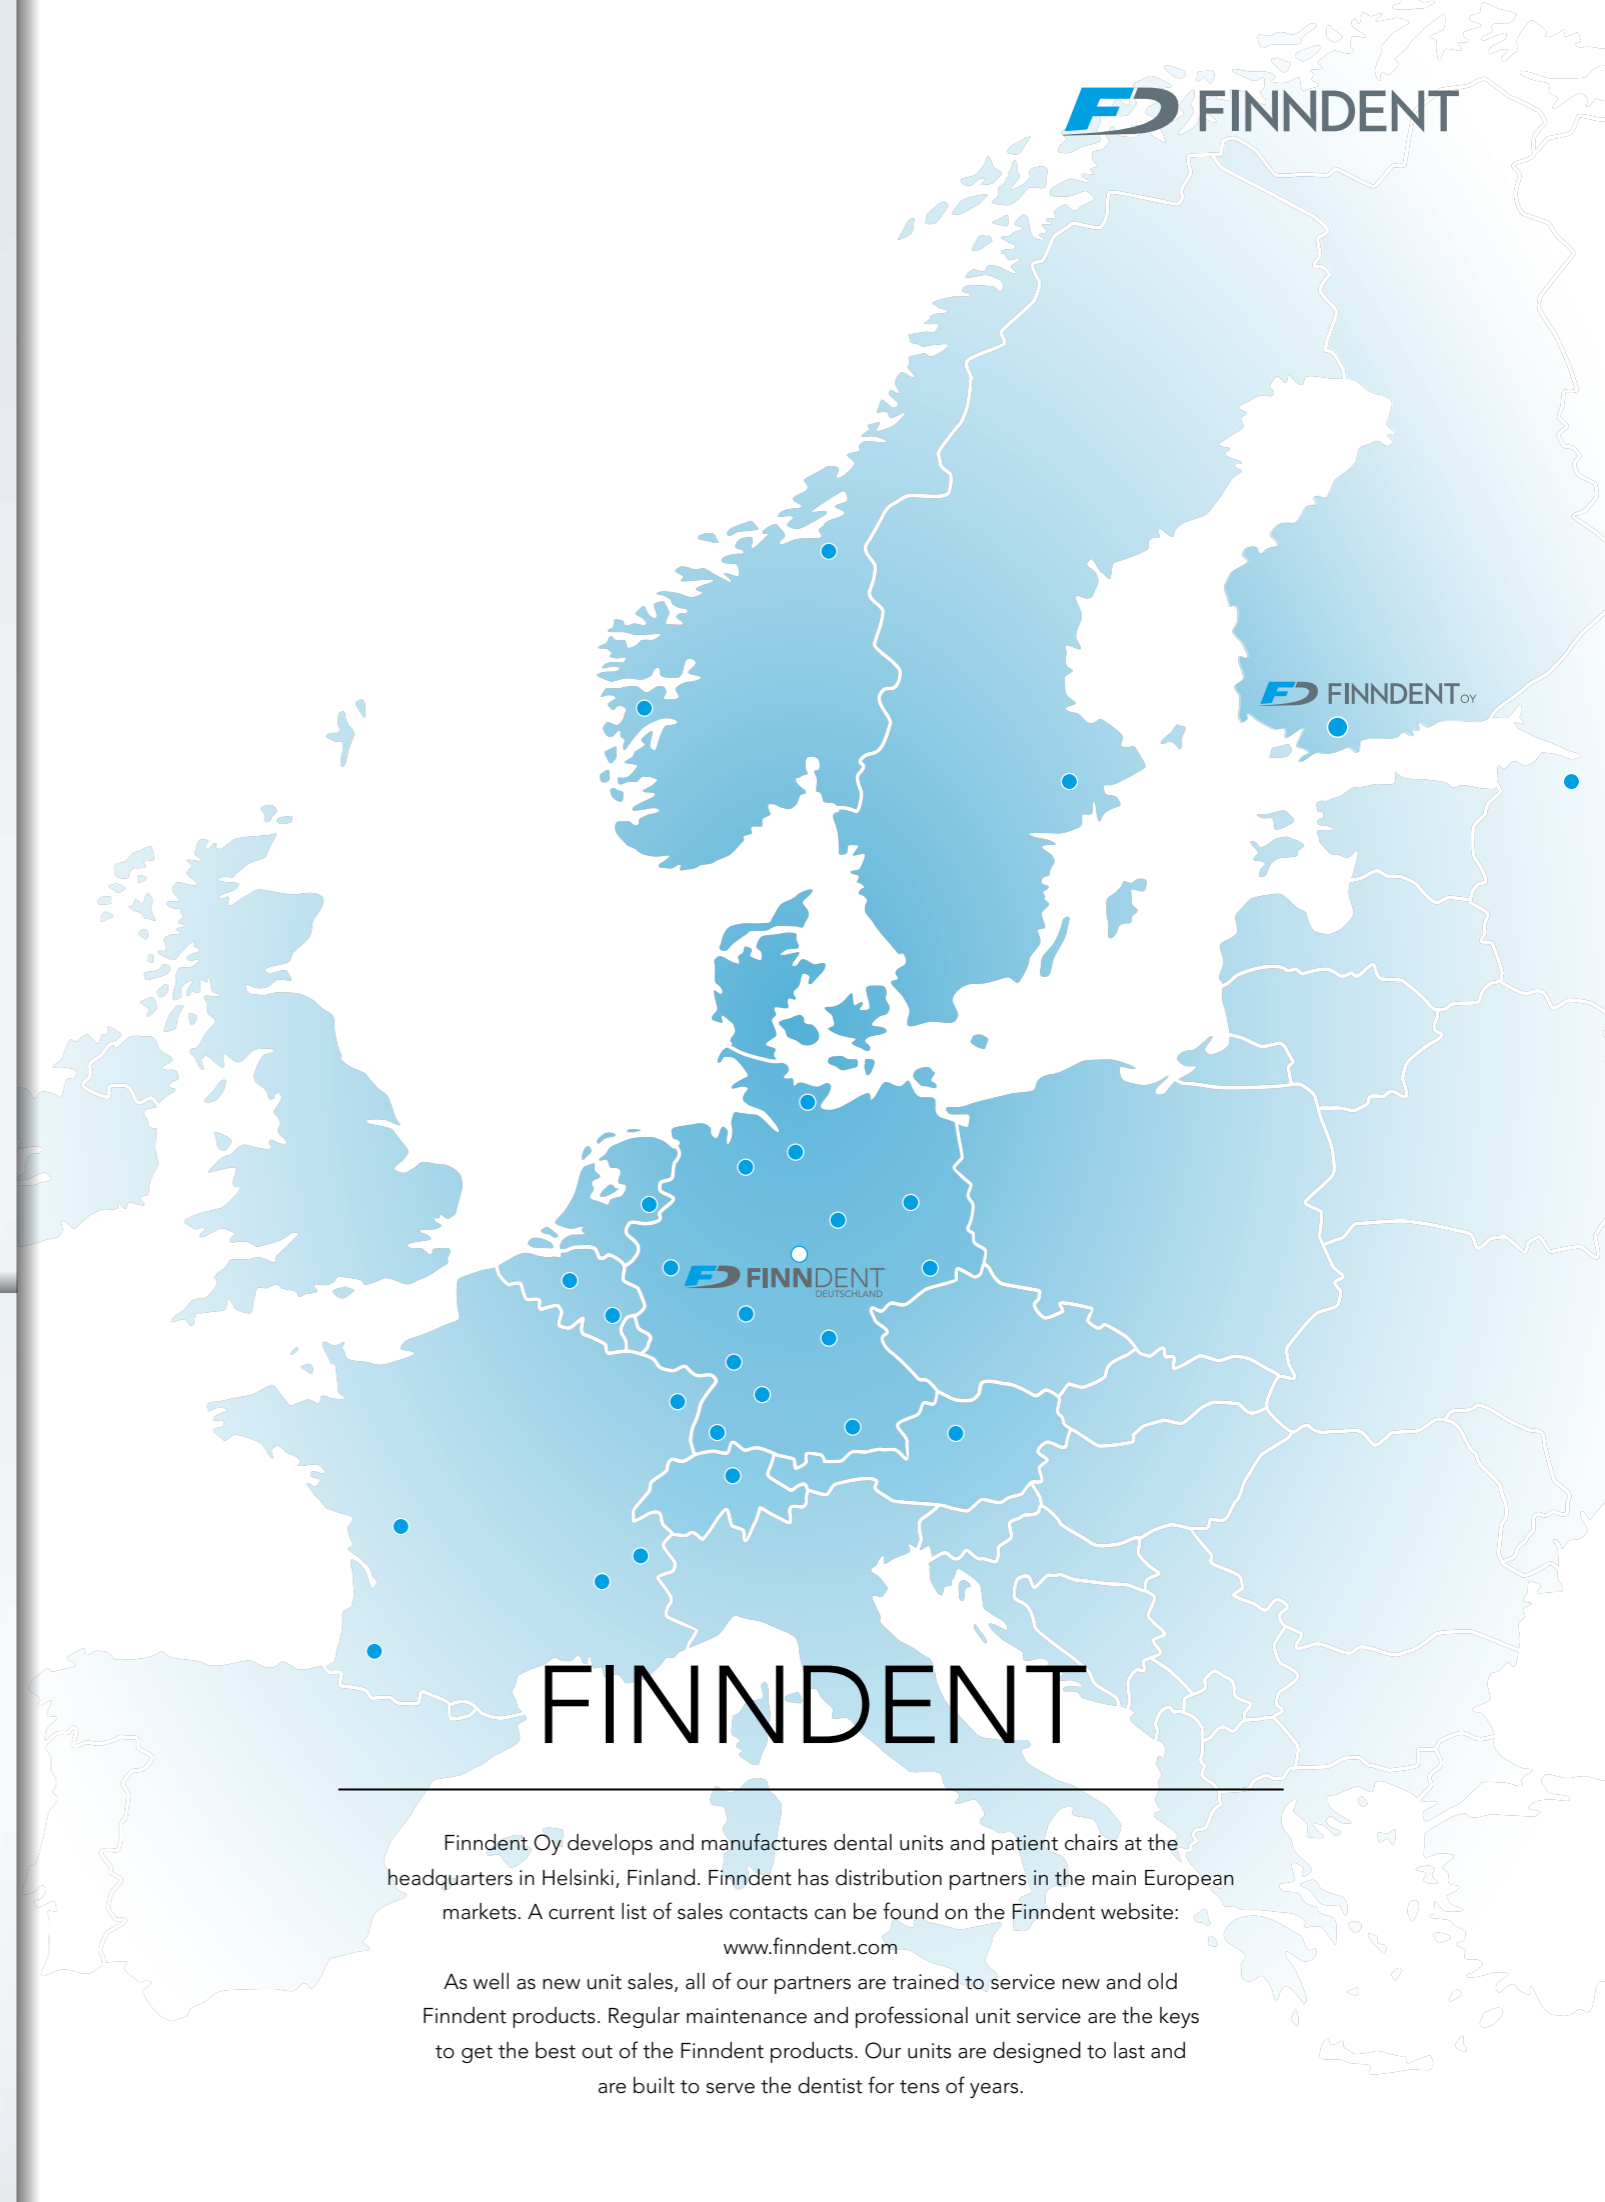 FINNDENT
FINNDENT OY
FINNDENT
DEUTSCHLAND
FINNDENT
Finndent Oy develops and manufactures dental units and patient chairs at the
headquarters in Helsinki, Finland. Finndent has distribution partners in the main European
markets. A current list of sales contacts can be found on the Finndent website:
www.finndent.com
As well as new unit sales, all of our partners are trained to service new and old
Finndent products. Regular maintenance and professional unit service are the keys
to get the best out of the Finndent products. Our units are designed to last and
are built to serve the dentist for tens of years.